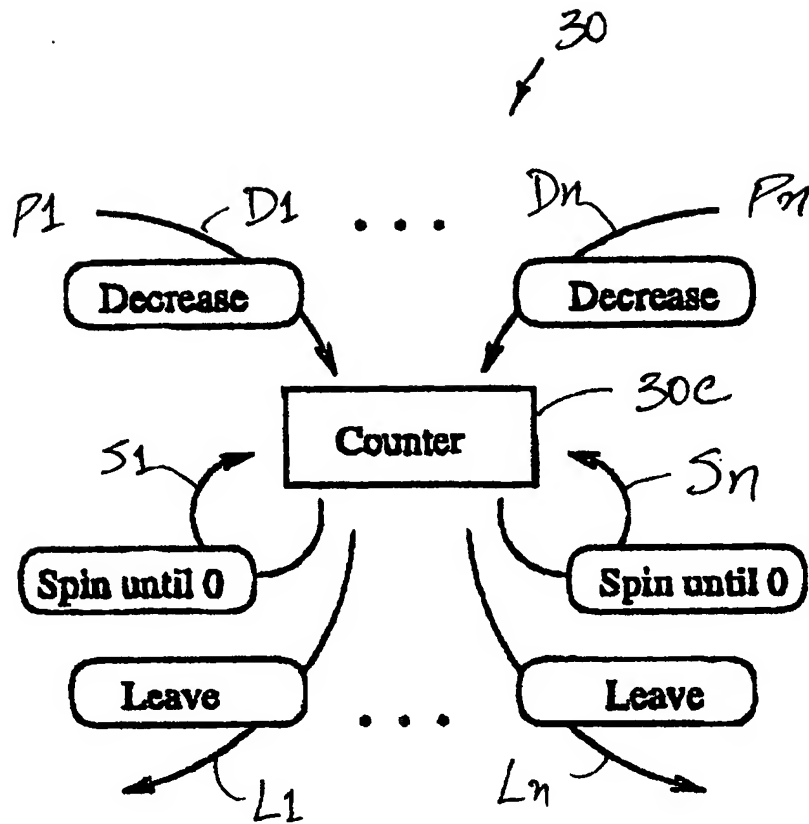 30
P1 D1 . . . Dn Pn
Decrease Decrease
Counter 30c
S1 Sn
Spin until 0 Spin until 0
Leave Leave
. . .
L1 Ln